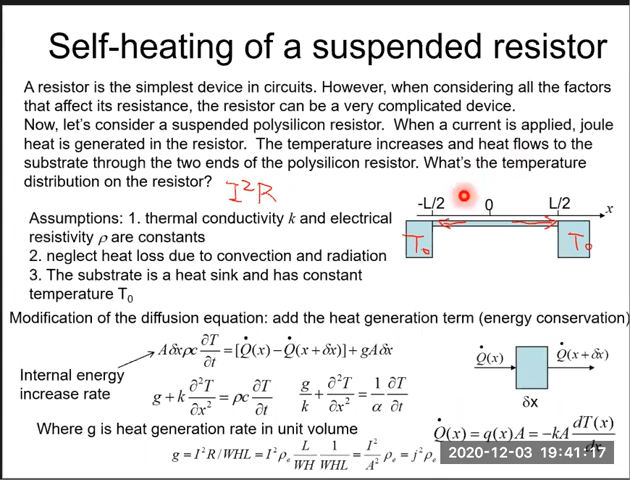 Self-heating of a suspended resistor
A resistor is the simplest device in circuits. However, when considering all the factors
that affect its resistance, the resistor can be a very complicated device.
Now, let's consider a suspended polysilicon resistor. When a current is applied, joule
heat is generated in the resistor. The temperature increases and heat flows to the
substrate through the two ends of the polysilicon resistor. What's the temperature
distribution on the resistor?
I²R
-L/2 0 L/2 x
T₀ T₀
Assumptions: 1. thermal conductivity k and electrical
resistivity ρ are constants
2. neglect heat loss due to convection and radiation
3. The substrate is a heat sink and has constant
temperature T₀
Modification of the diffusion equation: add the heat generation term (energy conservation)
Aδxρc ∂T/∂t = [Q̇(x) − Q̇(x + δx)] + gAδx
Internal energy
increase rate
g + k ∂²T/∂x² = ρc ∂T/∂t
g/k + ∂²T/∂x² = 1/α ∂T/∂t
Q̇(x) Q̇(x + δx)
δx
Where g is heat generation rate in unit volume
Q̇(x) = q(x)A = −kA dT(x)/dx
g = I²R / WHL = I²ρₑ L/WH 1/WHL = I²/A² ρₑ = j²ρₑ
2020-12-03 19:41:17